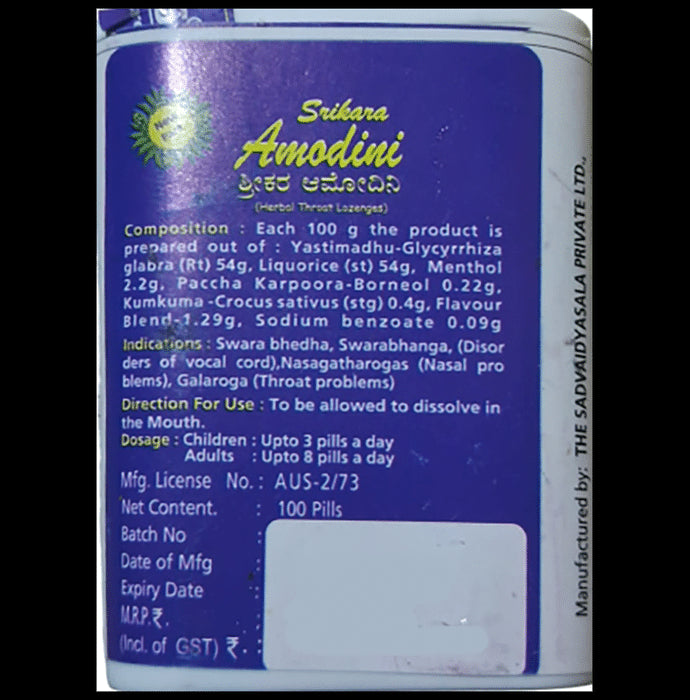 Srikara
Amodini
ಶ್ರೀಕರ ಆಮೋದಿನಿ
(Herbal Throat Lozenges)
Composition : Each 100 g the product is
prepared out of : Yastimadhu-Glycyrrhiza
glabra (Rt) 54g, Liquorice (st) 54g, Menthol
2.2g, Paccha Karpoora-Borneol 0.22g,
Kumkuma -Crocus sativus (stg) 0.4g, Flavour
Blend-1.29g, Sodium benzoate 0.09g
Indications : Swara bhedha, Swarabhanga, (Disor
ders of vocal cord),Nasagatharogas (Nasal pro
blems), Galaroga (Throat problems)
Direction For Use : To be allowed to dissolve in
the Mouth.
Dosage : Children : Upto 3 pills a day
Adults : Upto 8 pills a day
Mfg. License No. : AUS-2/73
Net Content. : 100 Pills
Batch No :
Date of Mfg :
Expiry Date :
M.R.P.₹. :
(Incl. of GST) ₹. :
Manufactured by: THE SADVAIDYASALA PRIVATE LTD.,